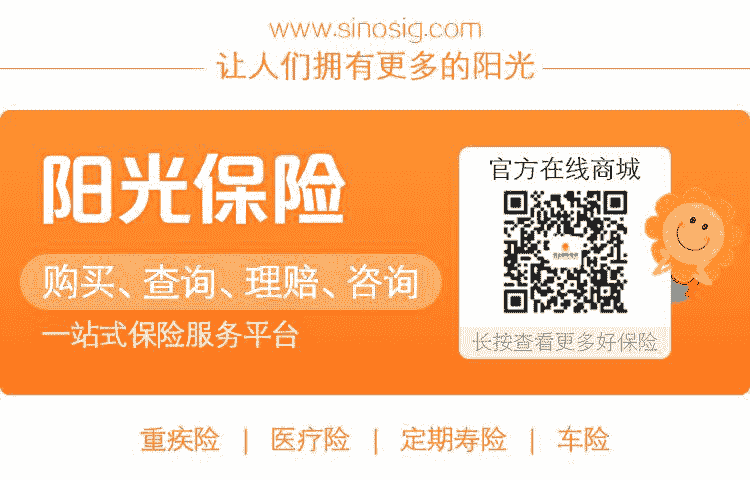 www.sinosig.com
让人们拥有更多的阳光
阳光保险
官方在线商城
购买、查询、理赔、咨询
一站式保险服务平台
长按查看更多好保险
重疾险 | 医疗险 | 定期寿险 | 车险